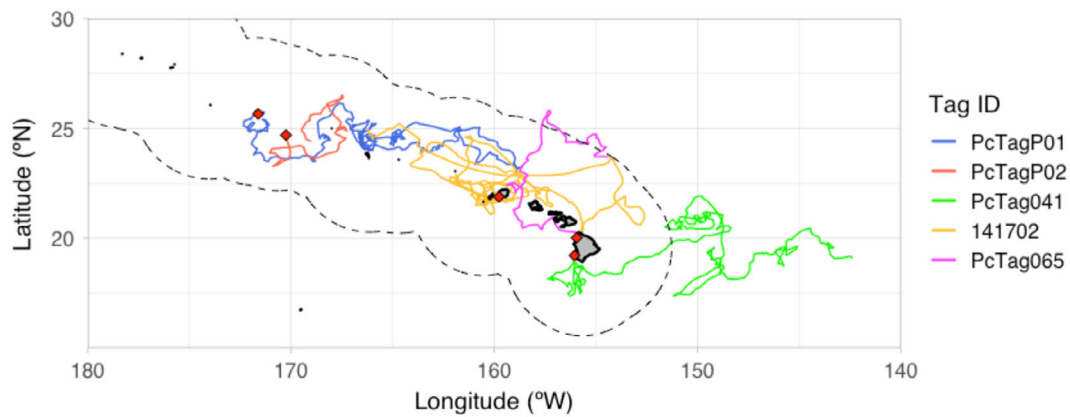 30
25
20
Latitude (ºN)
180
170
160
150
140
Longitude (ºW)
Tag ID
PcTagP01
PcTagP02
PcTag041
141702
PcTag065